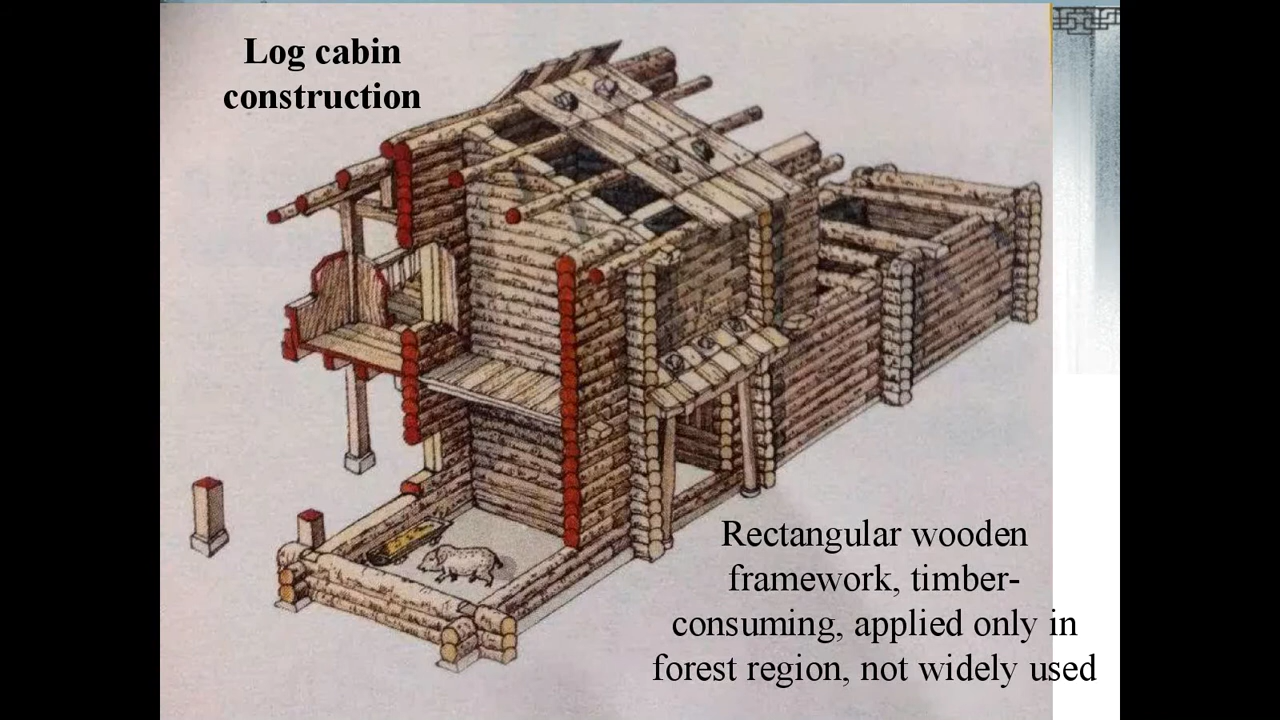 Log cabin
construction
Rectangular wooden
framework, timber-
consuming, applied only in
forest region, not widely used